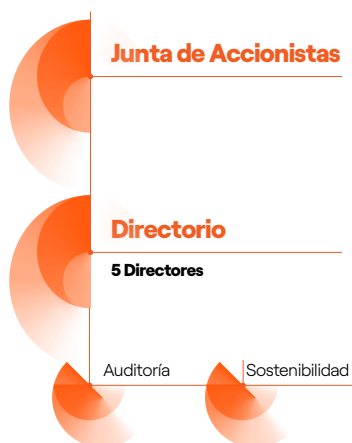 Junta de Accionistas
Directorio
5 Directores
Auditoría
Sostenibilidad